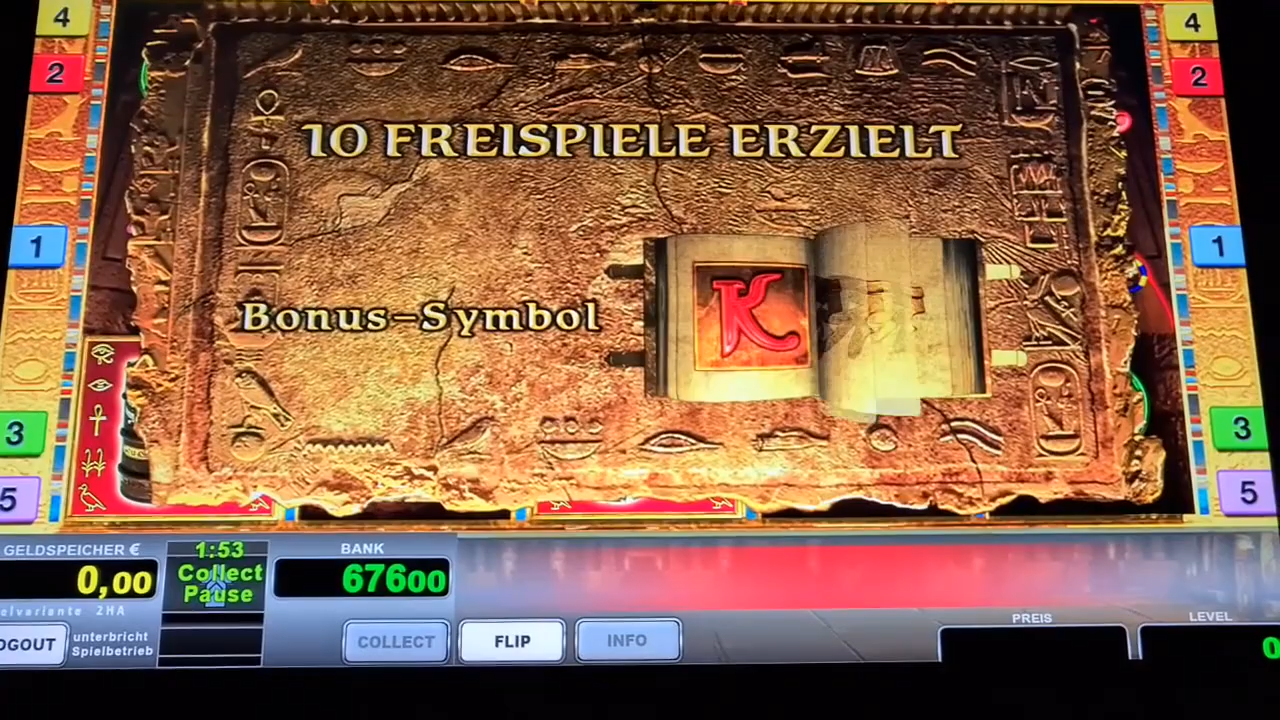 4
4
2
2
10 FREISPIELE ERZIELT
1
1
K
Bonus-Symbol
3
3
5
5
GELDSPEICHER €
1:53
BANK
0,00
Collect
67600
Pause
elvariante 2HA
PREIS
LEVEL
OGOUT
unterbricht
Spielbetrieb
COLLECT
FLIP
INFO
0